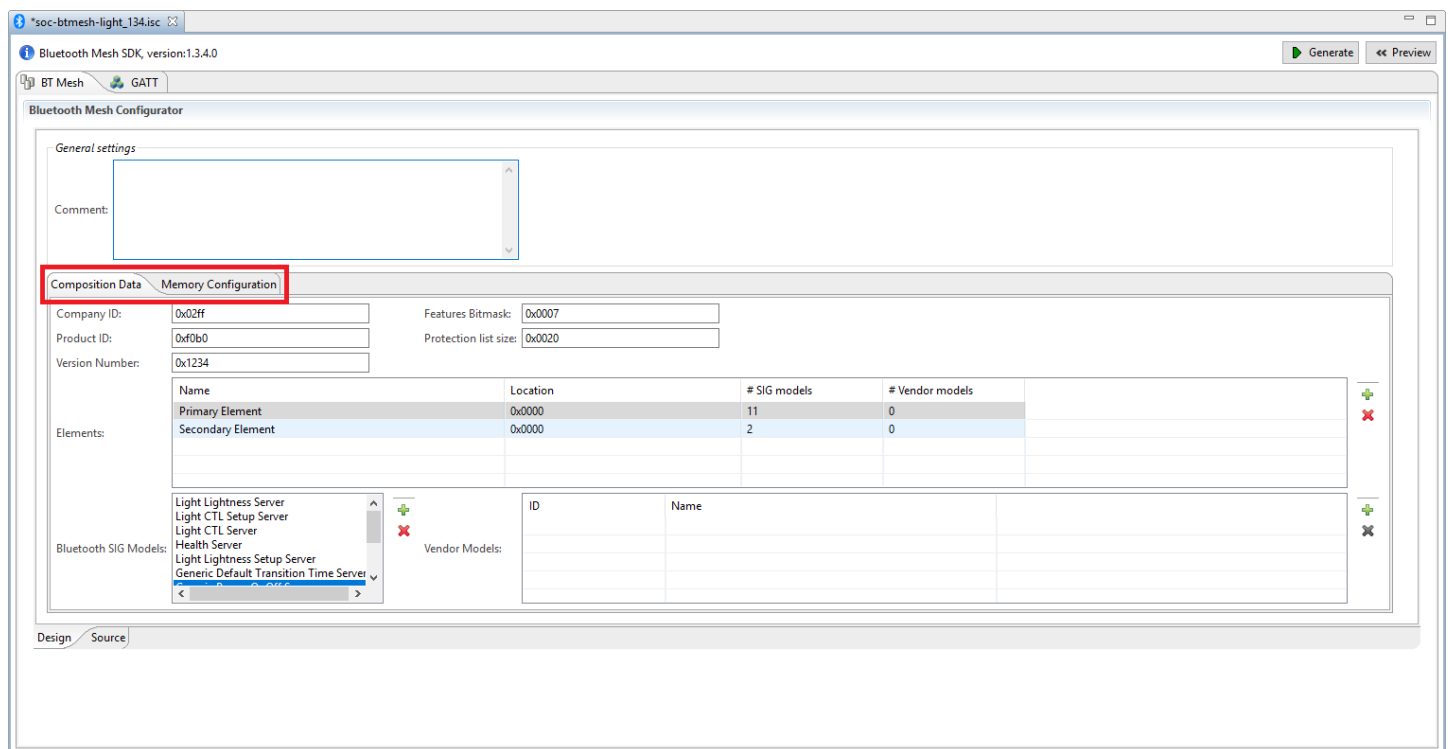 *soc-btmesh-light_134.isc
Bluetooth Mesh SDK, version:1.3.4.0
Generate
Preview
BT Mesh
GATT
Bluetooth Mesh Configurator
General settings
Comment:
Composition Data
Memory Configuration
Company ID: 0x02ff
Features Bitmask: 0x0007
Product ID: 0xf0b0
Protection list size: 0x0020
Version Number: 0x1234
Elements:
Name Location # SIG models # Vendor models
Primary Element 0x0000 11 0
Secondary Element 0x0000 2 0
Bluetooth SIG Models:
Light Lightness Server
Light CTL Setup Server
Light CTL Server
Health Server
Light Lightness Setup Server
Generic Default Transition Time Server
Vendor Models:
ID Name
Design
Source